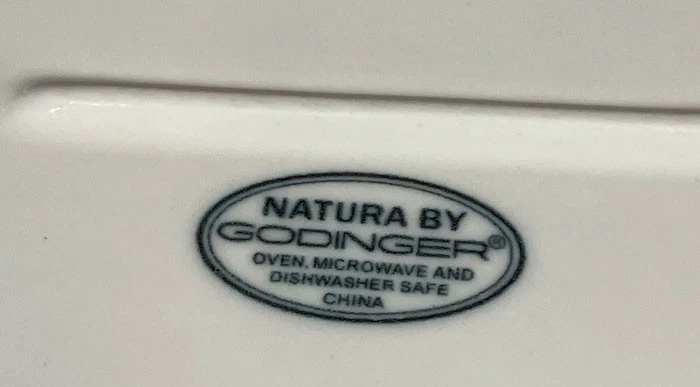 NATURA BY
GODINGER®
OVEN, MICROWAVE AND
DISHWASHER SAFE
CHINA